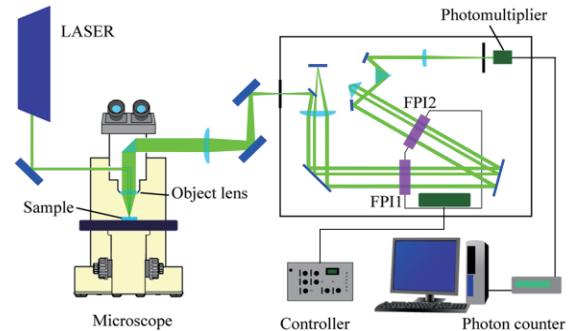 LASER
Photomultiplier
FPI2
Object lens
Sample
FPI1
Microscope
Controller
Photon counter